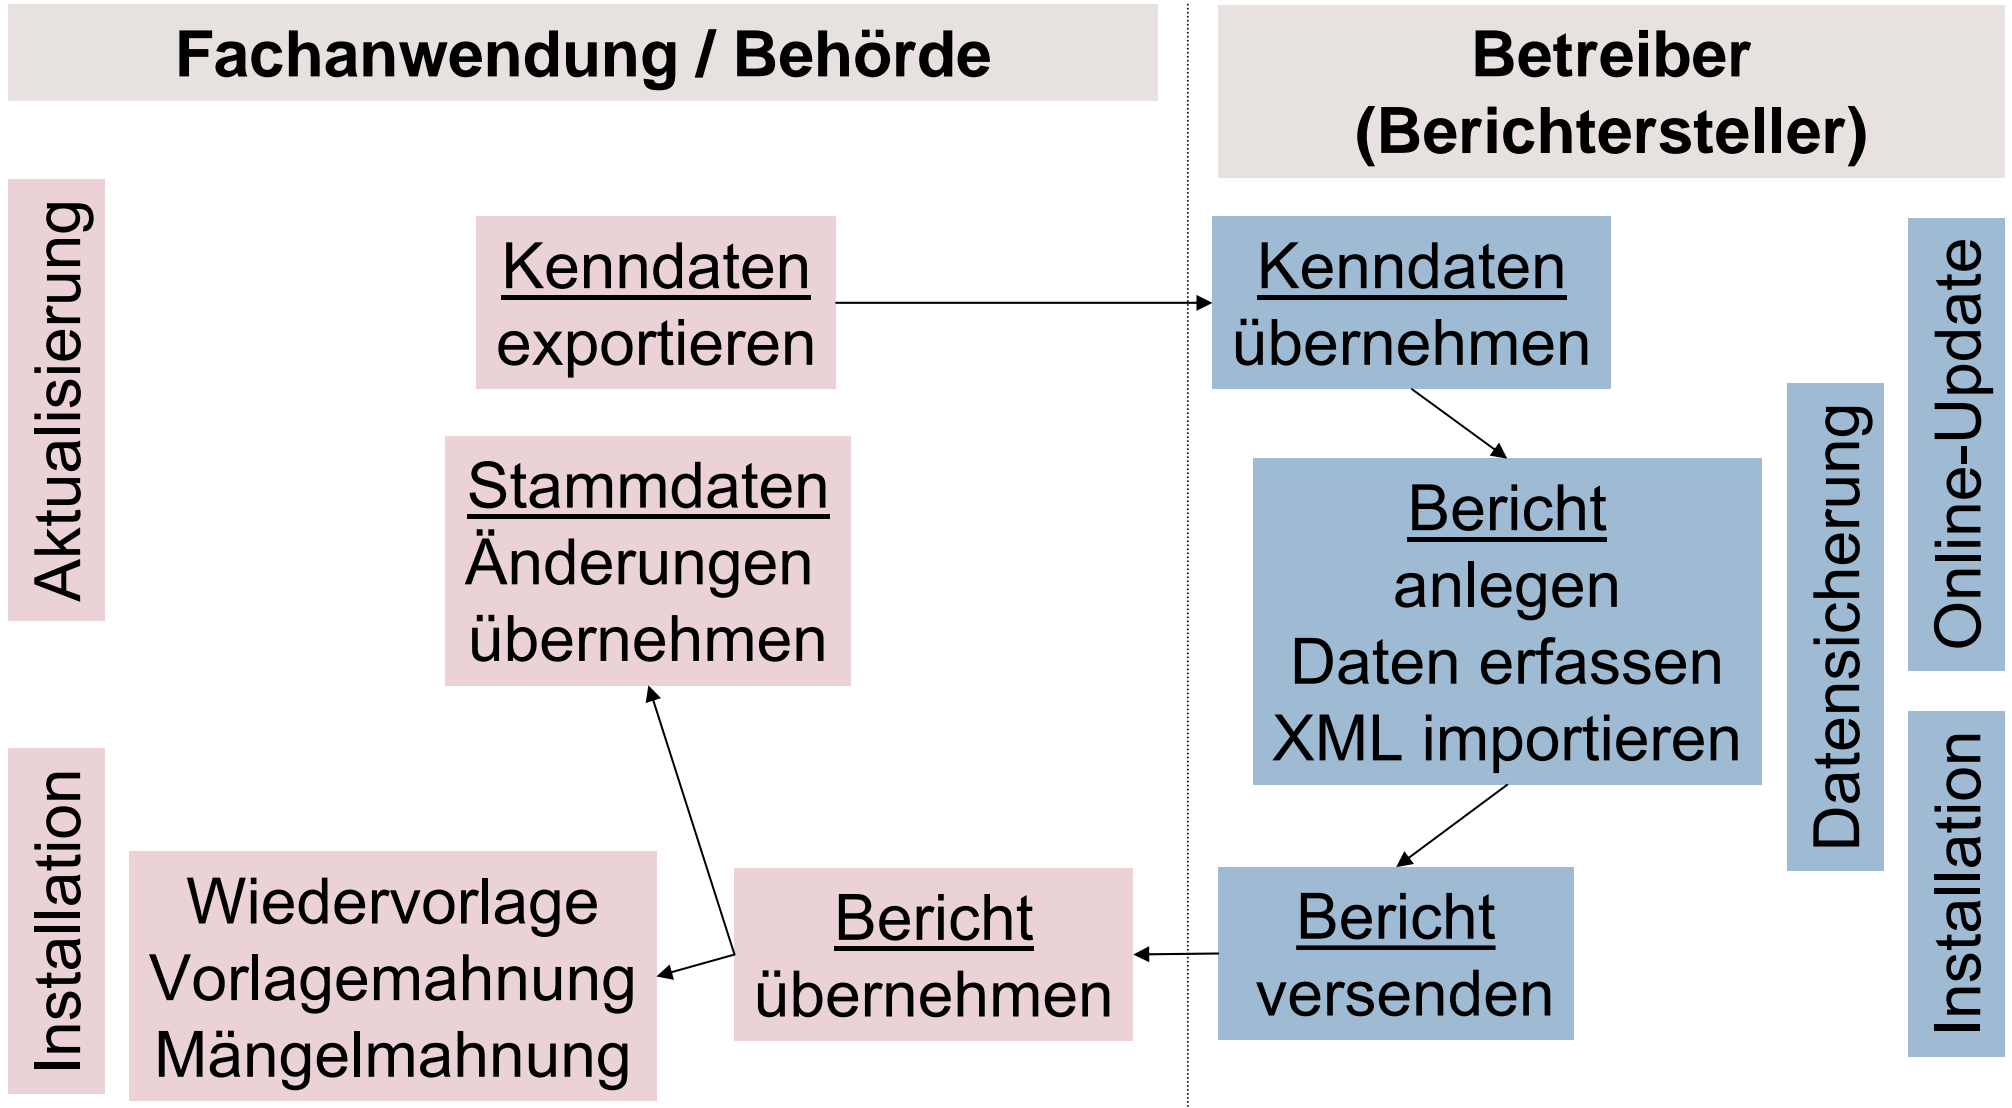 Fachanwendung / Behörde
Betreiber
(Berichtersteller)
Aktualisierung
Kenndaten
exportieren
Kenndaten
übernehmen
Online-Update
Datensicherung
Stammdaten
Änderungen
übernehmen
Bericht
anlegen
Daten erfassen
XML importieren
Installation
Wiedervorlage
Vorlagemahnung
Mängelmahnung
Bericht
übernehmen
Bericht
versenden
Installation